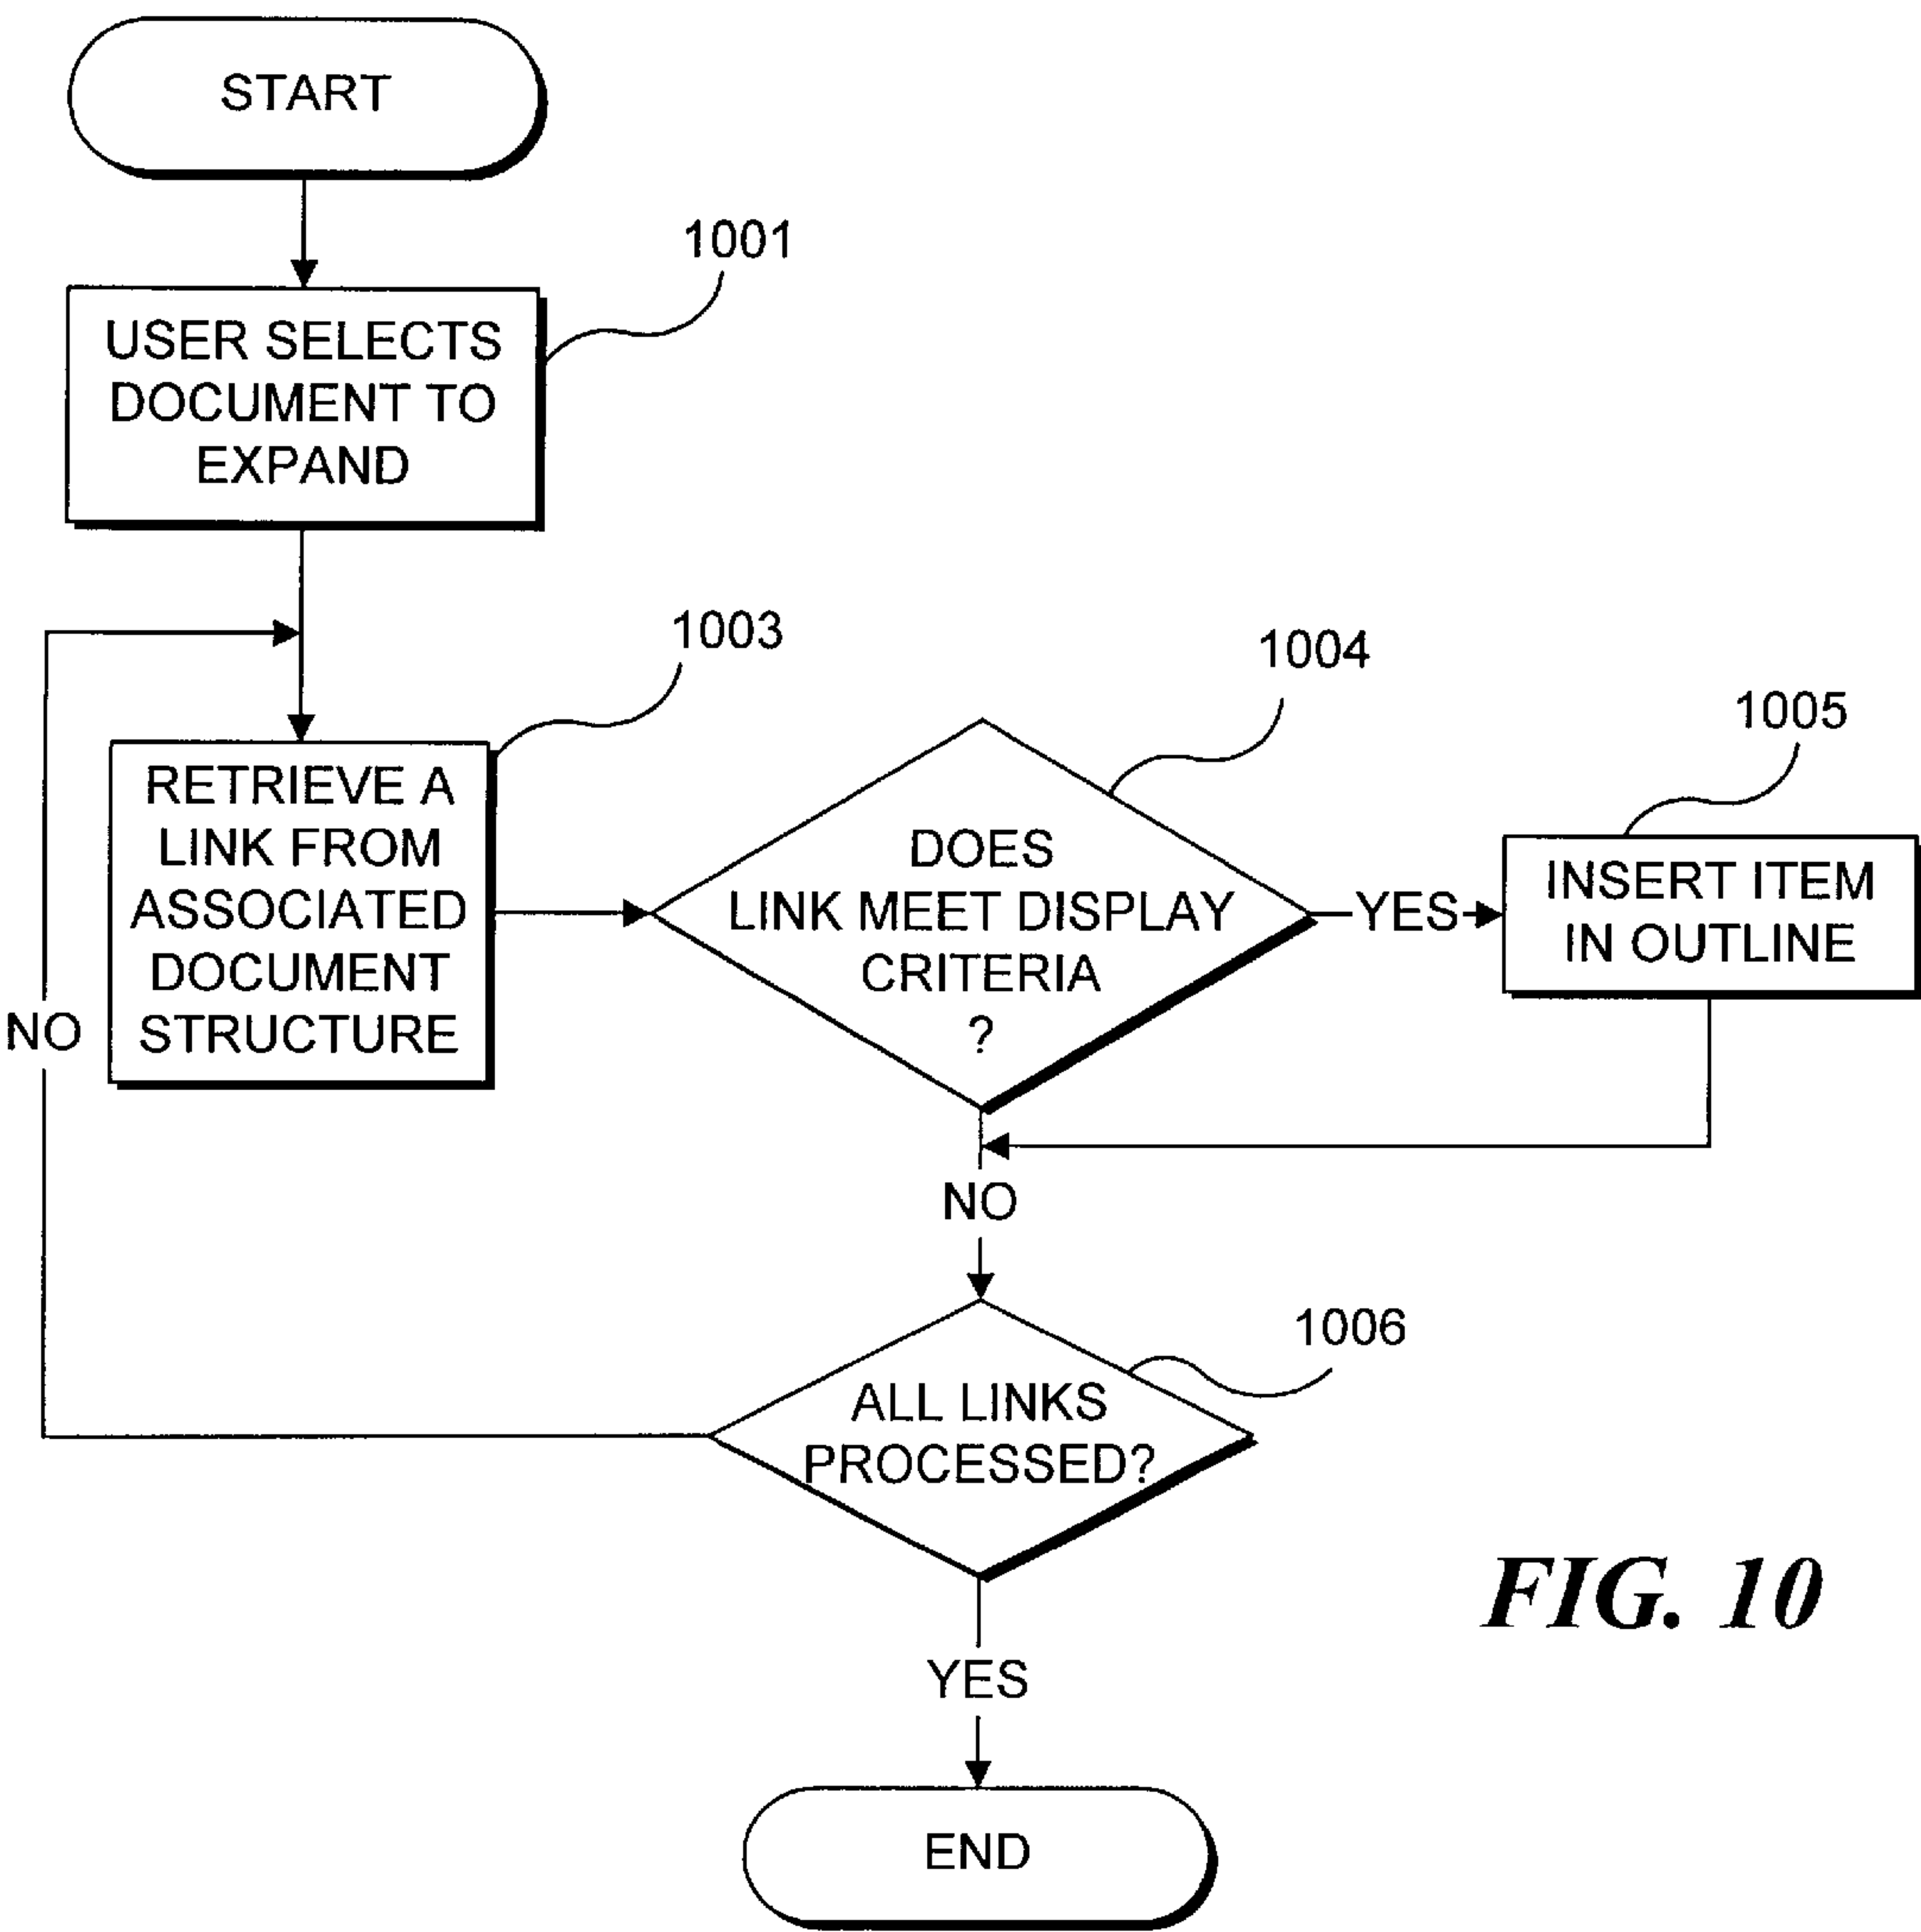 START
1001
USER SELECTS
DOCUMENT TO
EXPAND
1003
RETRIEVE A
LINK FROM
ASSOCIATED
DOCUMENT
STRUCTURE
1004
DOES
LINK MEET DISPLAY
CRITERIA
?
YES
1005
INSERT ITEM
IN OUTLINE
NO
NO
1006
ALL LINKS
PROCESSED?
YES
END
FIG. 10